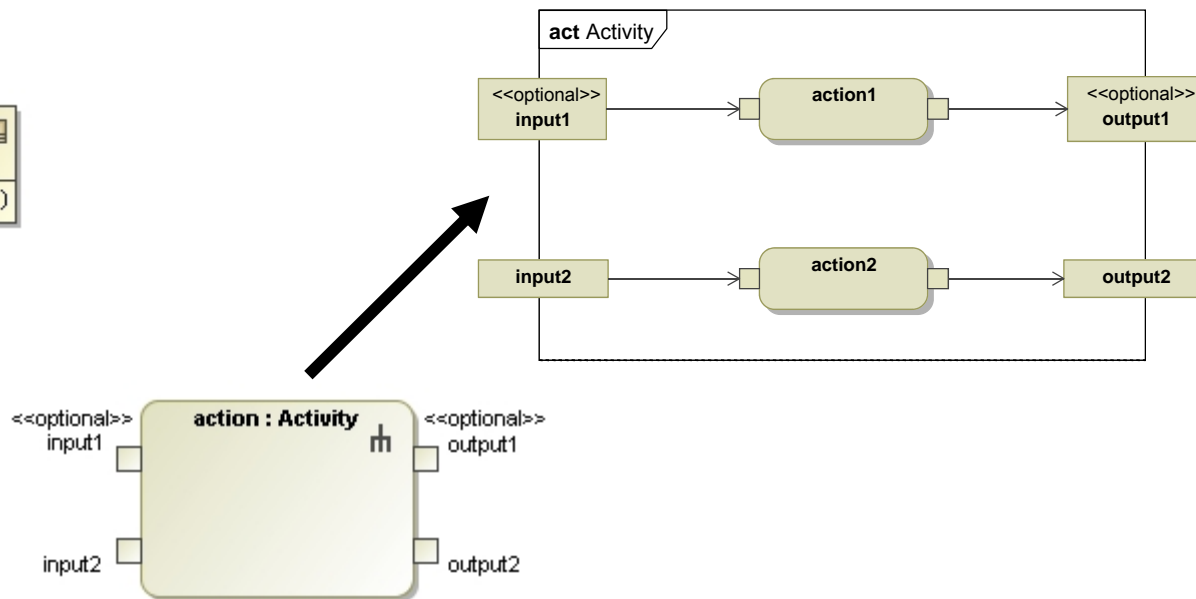 act Activity
<<optional>>
input1
action1
<<optional>>
output1
)
input2
action2
output2
<<optional>>
input1
action : Activity
<<optional>>
output1
input2
output2